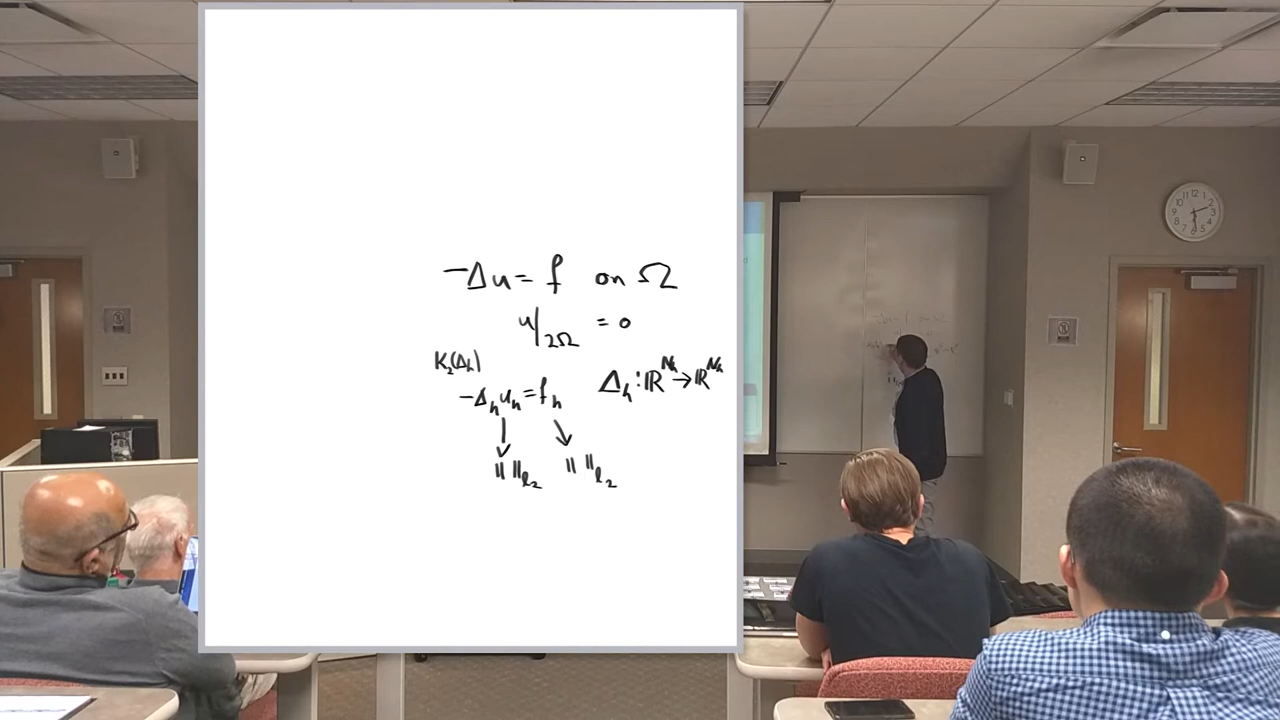 -Δu = f on Ω
u/∂Ω = 0
K₂(Δₕ)
-Δₕuₕ = fₕ Δₕ : ℝ^Nₕ → ℝ^Nₕ
↓ ↘
‖ ‖ℓ₂ ‖ ‖ℓ₂